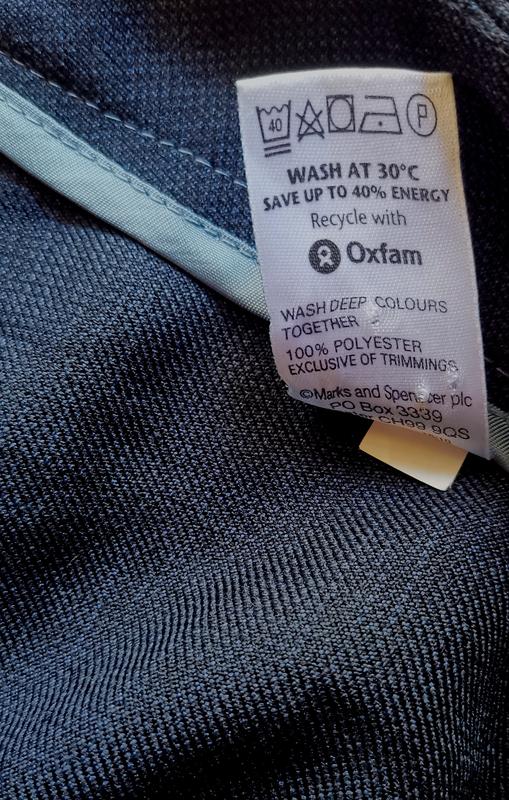 40 P
WASH AT 30°C
SAVE UP TO 40% ENERGY
Recycle with
Oxfam
WASH DEEP COLOURS
TOGETHER
100% POLYESTER
EXCLUSIVE OF TRIMMINGS
©Marks and Spencer plc
PO Box 3339
CH99 9QS